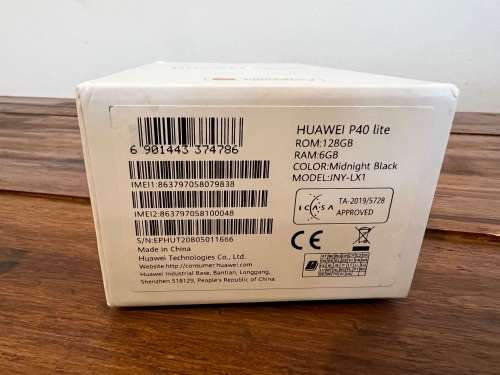 HUAWEI P40 lite
ROM:128GB
RAM:6GB
COLOR:Midnight Black
MODEL:JNY-LX1
6 901443 374786
IMEI1:863797058079838
IMEI2:863797058100048
S/N:EPHUT20B05011666
Made in China
Huawei Technologies Co., Ltd.
Website:http://consumer.huawei.com
Huawei Industrial Base, Bantian, Longgang,
Shenzhen 518129, People's Republic of China
ICASA
TA-2019/5728
APPROVED
CE